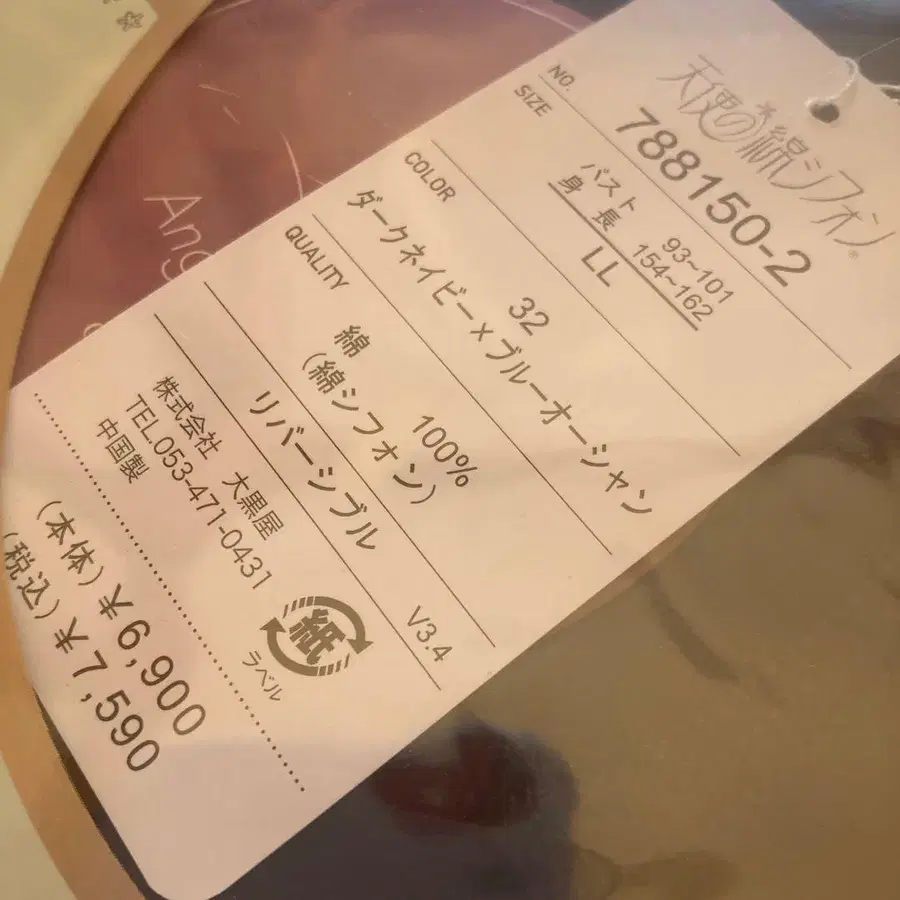 天使の綿シフォン®
NO.
788150-2
SIZE
バスト 93~101
身長 154~162
LL
COLOR
32
ダークネイビー×ブルーオーシャン
QUALITY
綿 100%
(綿シフォン)
リバーシブル
V3.4
株式会社 大黒屋
TEL053-471-0431
中国製
紙
ラベル
(本体)¥6,900
(税込)¥7,590
Ang